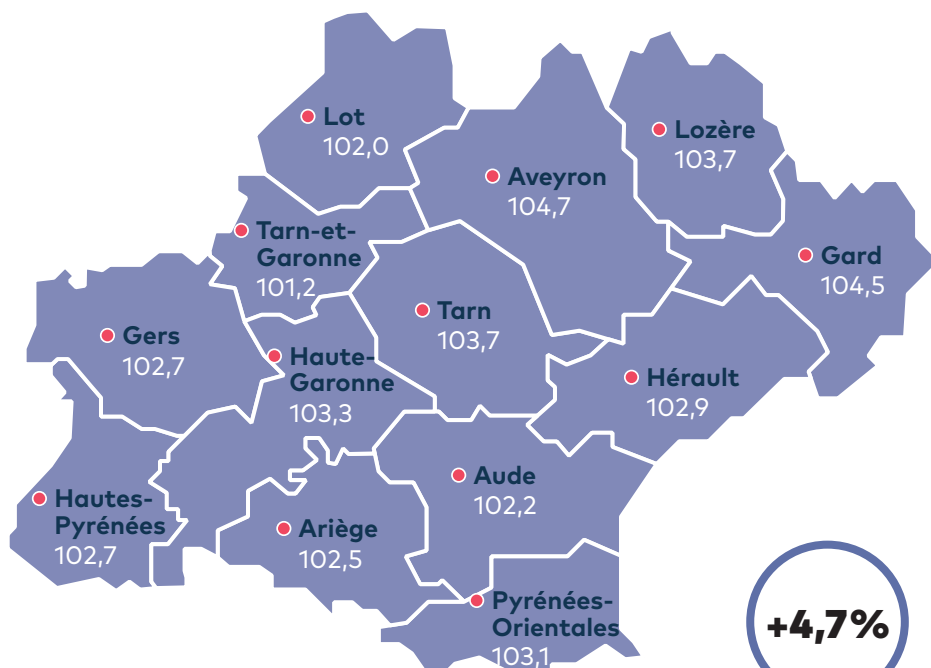 Lot
102,0
Lozère
103,7
Aveyron
104,7
Tarn-et-
Garonne
101,2
Gard
104,5
Tarn
103,7
Gers
102,7
Haute-
Garonne
103,3
Hérault
102,9
Aude
102,2
Hautes-
Pyrénées
102,7
Ariège
102,5
Pyrénées-
Orientales
103,1
+4,7%